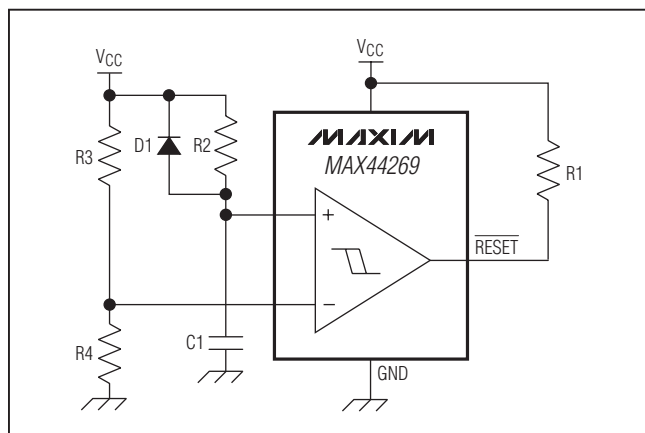 VCC
VCC
R3
D1
R2
MAXIM
MAX44269
R1
+
RESET
−
R4
C1
GND